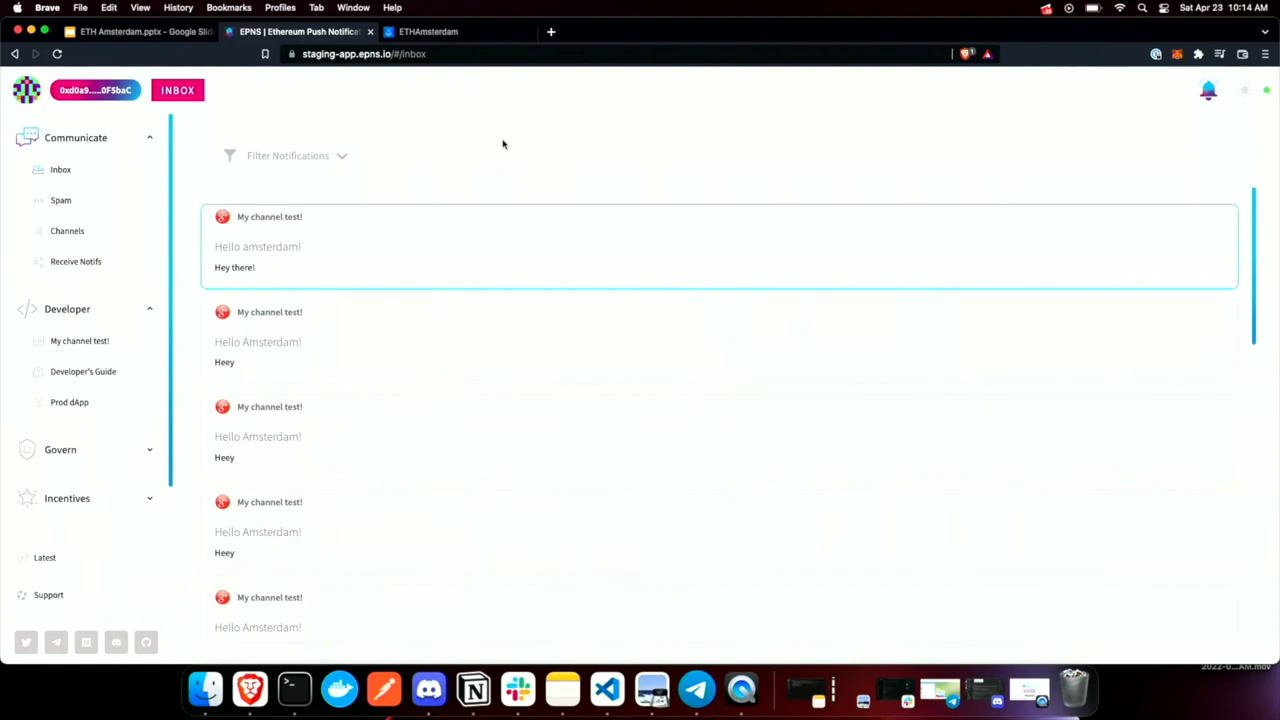 Brave File Edit View History Bookmarks Profiles Tab Window Help
Sat Apr 23 10:14 AM
ETH Amsterdam.pptx - Google Slid
EPNS | Ethereum Push Notificat
ETHAmsterdam
staging-app.epns.io/#/inbox
0xd0a9.....0F5baC
INBOX
Communicate
Inbox
Spam
Channels
Receive Notifs
Developer
My channel test!
Developer's Guide
Prod dApp
Govern
Incentives
Latest
Support
Filter Notifications
My channel test!
Hello amsterdam!
Hey there!
My channel test!
Hello Amsterdam!
Heey
My channel test!
Hello Amsterdam!
Heey
My channel test!
Hello Amsterdam!
Heey
My channel test!
Hello Amsterdam!
2022-0...AM.mov